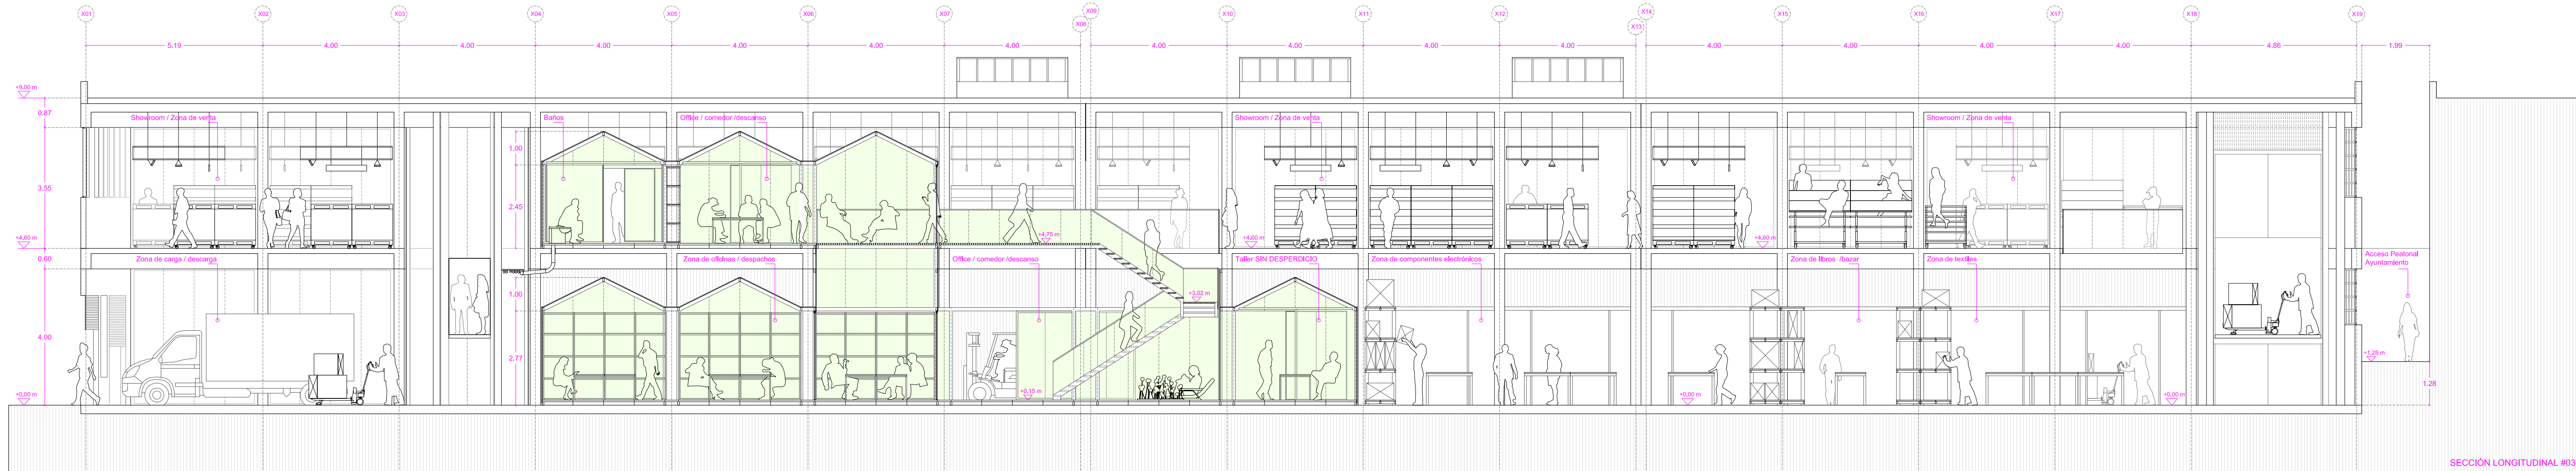 X01
X02
X03
X04
X05
X06
X07
X08
X09
X10
X11
X12
X13
X14
X15
X16
X17
X18
X19
5.19
4.00
4.00
4.00
4.00
4.00
4.00
4.00
4.00
4.00
4.00
4.00
4.00
4.00
4.00
4.86
1.99
+9,00 m
0.87
3.55
+4,60 m
0.60
4.00
+0,00 m
Showroom / Zona de venta
Baños
Office / comedor /descanso
Showroom / Zona de venta
Showroom / Zona de venta
1.00
2.45
+4,75 m
+4,60 m
+4,60 m
Zona de carga / descarga
Zona de oficinas / despachos
Office / comedor /descanso
Taller SIN DESPERDICIO
Zona de componentes electrónicos
Zona de libros /bazar
Zona de textiles
Acceso Peatonal
Ayuntamiento
1.00
2.77
+3,02 m
+0,15 m
+0,00 m
+0,00 m
+1,28 m
1.28
SECCIÓN LONGITUDINAL #03